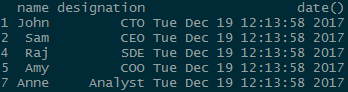 name designation date()
1 John CTO Tue Dec 19 12:13:58 2017
2 Sam CEO Tue Dec 19 12:13:58 2017
4 Raj SDE Tue Dec 19 12:13:58 2017
5 Amy COO Tue Dec 19 12:13:58 2017
7 Anne Analyst Tue Dec 19 12:13:58 2017